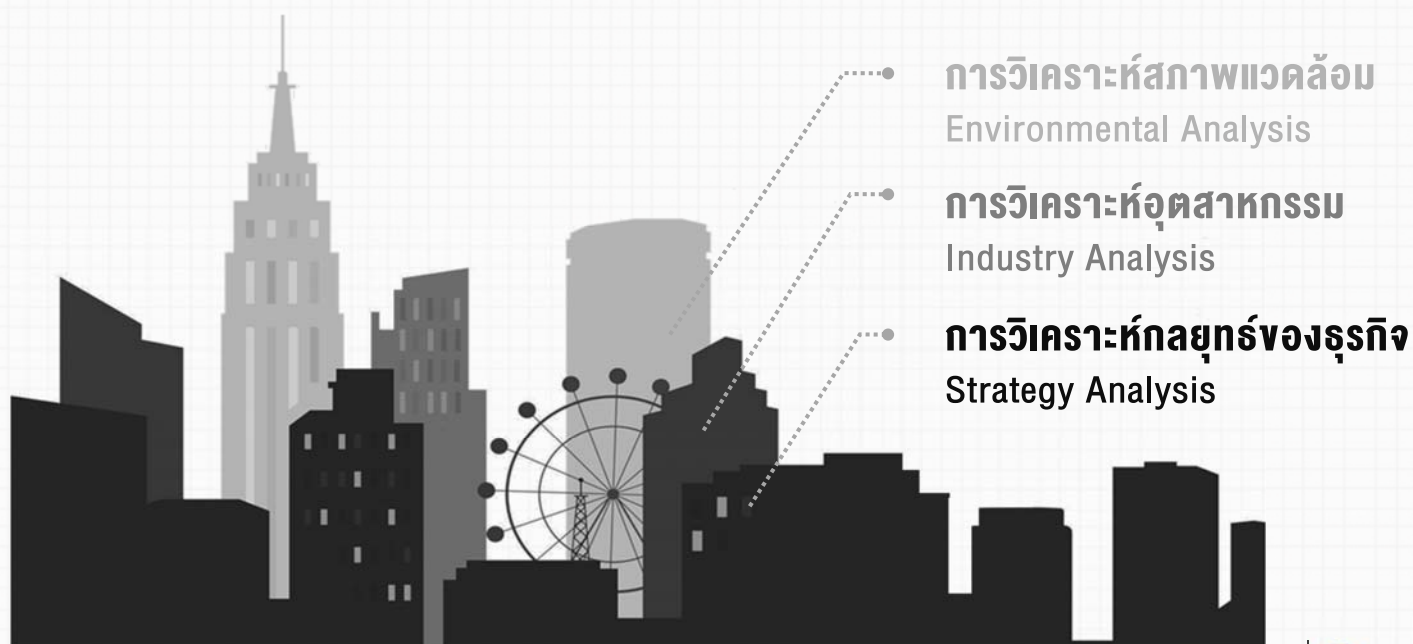 การวิเคราะห์สภาพแวดล้อม
Environmental Analysis
การวิเคราะห์อุตสาหกรรม
Industry Analysis
การวิเคราะห์กลยุทธ์ของธุรกิจ
Strategy Analysis